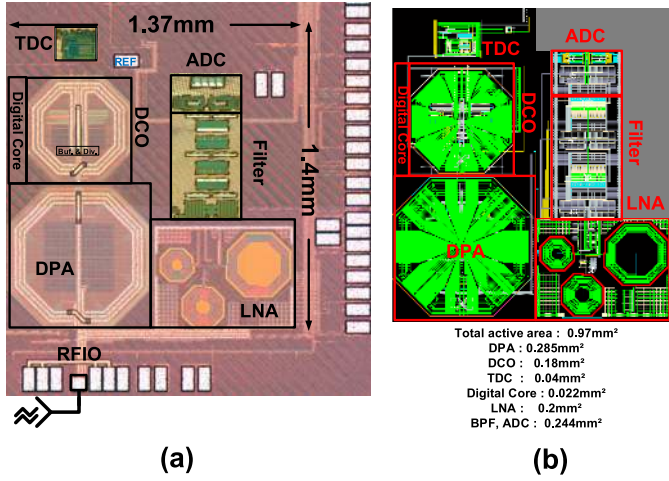 1.37mm
TDC
REF
ADC
Digital Core
DCO
Buf. & Div.
Filter
1.4mm
DPA
LNA
RFIO
(a)
TDC
ADC
Digital Core
DCO
Filter
LNA
DPA
Total active area : 0.97mm²
DPA : 0.285mm²
DCO : 0.18mm²
TDC : 0.04mm²
Digital Core : 0.022mm²
LNA : 0.2mm²
BPF, ADC : 0.244mm²
(b)